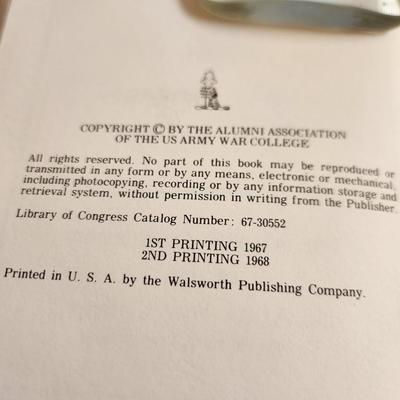 COPYRIGHT © BY THE ALUMNI ASSOCIATION
OF THE US ARMY WAR COLLEGE
All rights reserved. No part of this book may be reproduced or
transmitted in any form or by any means, electronic or mechanical,
including photocopying, recording or by any information storage and
retrieval system, without permission in writing from the Publisher.
Library of Congress Catalog Number: 67-30552
1ST PRINTING 1967
2ND PRINTING 1968
Printed in U. S. A. by the Walsworth Publishing Company.